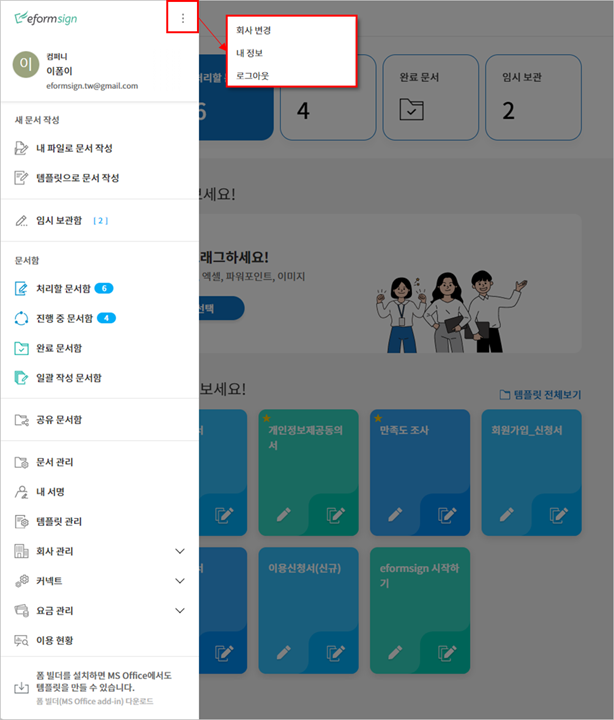 eformsign
회사 변경
내 정보
로그아웃
이
컴퍼니
이폼이
eformsign.tw@gmail.com
처리할
6
4
완료 문서
임시 보관
2
새 문서 작성
내 파일로 문서 작성
템플릿으로 문서 작성
임시 보관함 [ 2 ]
문서함
처리할 문서함 6
진행 중 문서함 4
완료 문서함
일괄 작성 문서함
공유 문서함
문서 관리
내 서명
템플릿 관리
회사 관리
커넥트
요금 관리
이용 현황
폼 빌더를 설치하면 MS Office에서도
템플릿을 만들 수 있습니다.
폼 빌더(MS Office add-in) 다운로드
보세요!
래그하세요!
엑셀, 파워포인트, 이미지
선택
보세요!
템플릿 전체보기
서
개인정보제공동의
서
만족도 조사
회원가입_신청서
서
이용신청서(신규)
eformsign 시작하
기